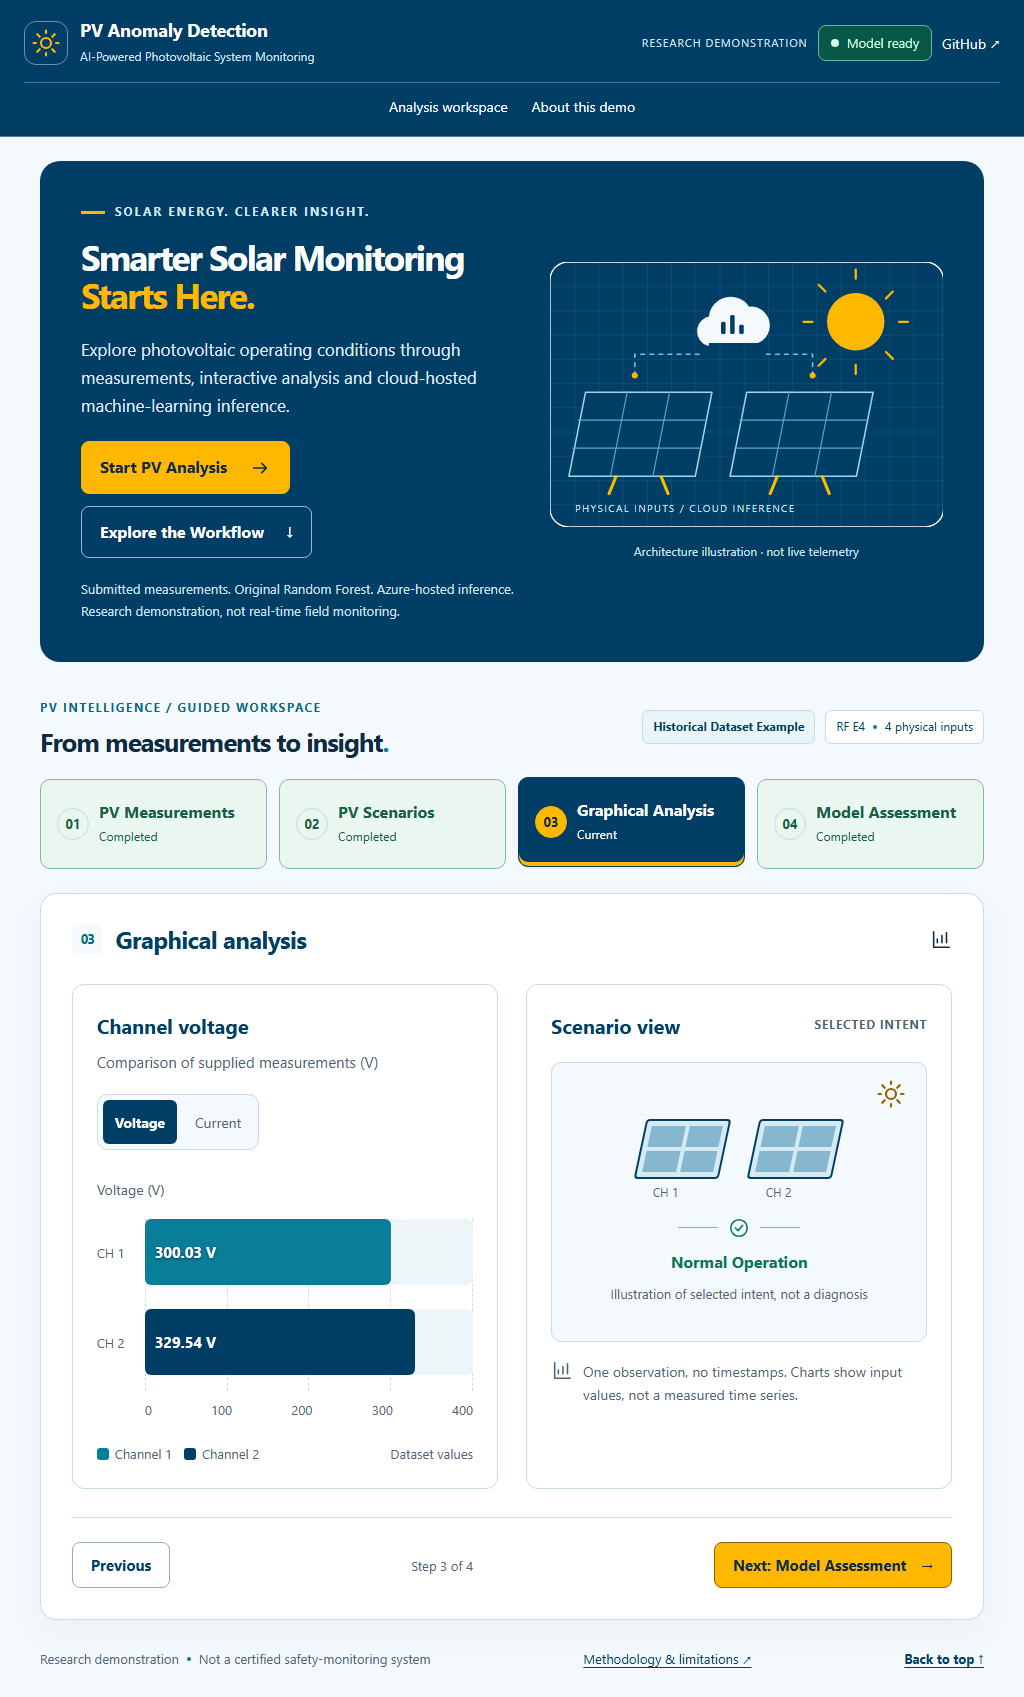 PV Anomaly Detection
AI-Powered Photovoltaic System Monitoring
RESEARCH DEMONSTRATION
Model ready
GitHub ↗
Analysis workspace
About this demo
SOLAR ENERGY. CLEARER INSIGHT.
Smarter Solar Monitoring
Starts Here.
Explore photovoltaic operating conditions through
measurements, interactive analysis and cloud-hosted
machine-learning inference.
Start PV Analysis →
Explore the Workflow ↓
Submitted measurements. Original Random Forest. Azure-hosted inference.
Research demonstration, not real-time field monitoring.
PHYSICAL INPUTS / CLOUD INFERENCE
Architecture illustration · not live telemetry
PV INTELLIGENCE / GUIDED WORKSPACE
From measurements to insight.
Historical Dataset Example
RF E4 • 4 physical inputs
01
PV Measurements
Completed
02
PV Scenarios
Completed
03
Graphical Analysis
Current
04
Model Assessment
Completed
03
Graphical analysis
Channel voltage
Comparison of supplied measurements (V)
Voltage
Current
Voltage (V)
CH 1
300.03 V
CH 2
329.54 V
0
100
200
300
400
Channel 1
Channel 2
Dataset values
Scenario view
SELECTED INTENT
CH 1
CH 2
Normal Operation
Illustration of selected intent, not a diagnosis
One observation, no timestamps. Charts show input
values, not a measured time series.
Previous
Step 3 of 4
Next: Model Assessment →
Research demonstration • Not a certified safety-monitoring system
Methodology & limitations ↗
Back to top ↑